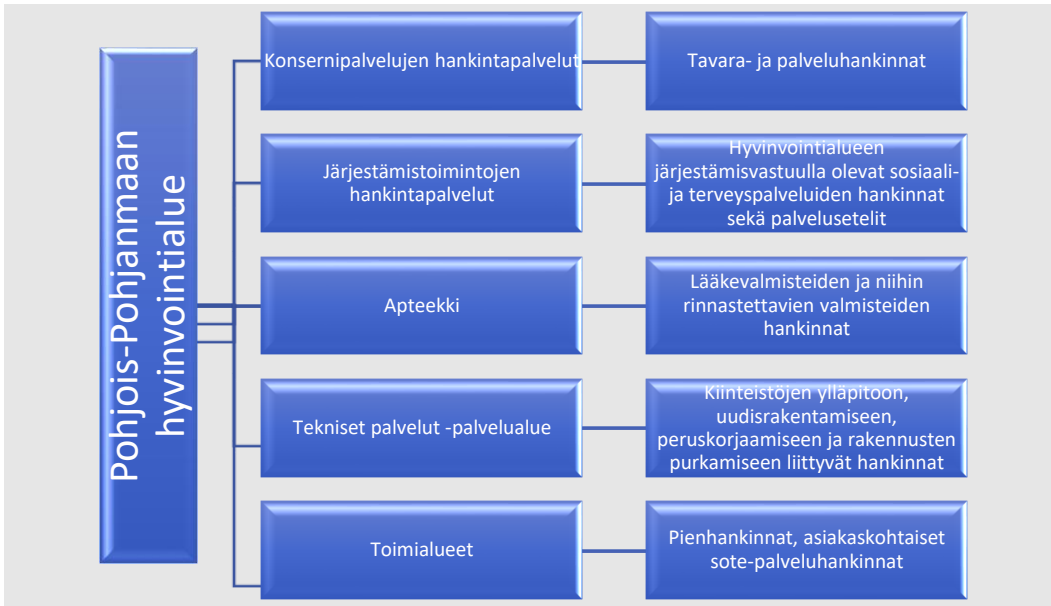 Pohjois-Pohjanmaan
hyvinvointialue
Konsernipalvelujen hankintapalvelut
Tavara- ja palveluhankinnat
Järjestämistoimintojen
hankintapalvelut
Hyvinvointialueen
järjestämisvastuulla olevat sosiaali-
ja terveyspalveluiden hankinnat
sekä palvelusetelit
Apteekki
Lääkevalmisteiden ja niihin
rinnastettavien valmisteiden
hankinnat
Tekniset palvelut -palvelualue
Kiinteistöjen ylläpitoon,
uudisrakentamiseen,
peruskorjaamiseen ja rakennusten
purkamiseen liittyvät hankinnat
Toimialueet
Pienhankinnat, asiakaskohtaiset
sote-palveluhankinnat